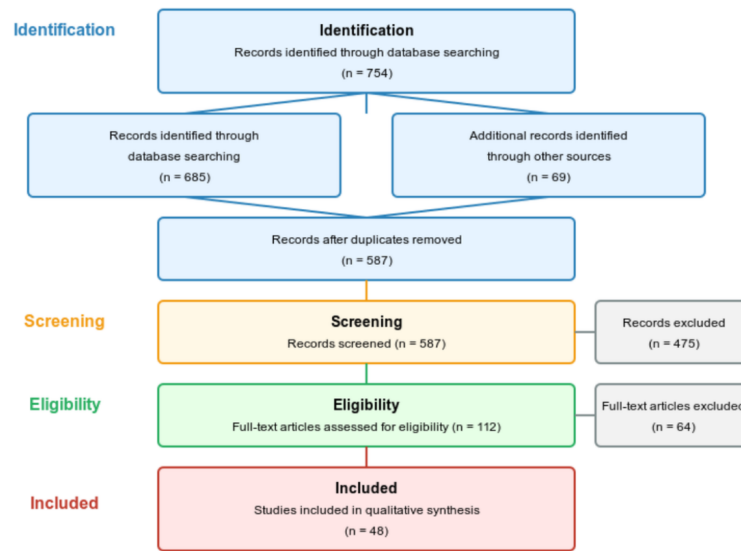 Identification
Identification
Records identified through database searching
(n = 754)
Records identified through
database searching
(n = 685)
Additional records identified
through other sources
(n = 69)
Records after duplicates removed
(n = 587)
Screening
Screening
Records screened (n = 587)
Records excluded
(n = 475)
Eligibility
Eligibility
Full-text articles assessed for eligibility (n = 112)
Full-text articles excluded
(n = 64)
Included
Included
Studies included in qualitative synthesis
(n = 48)